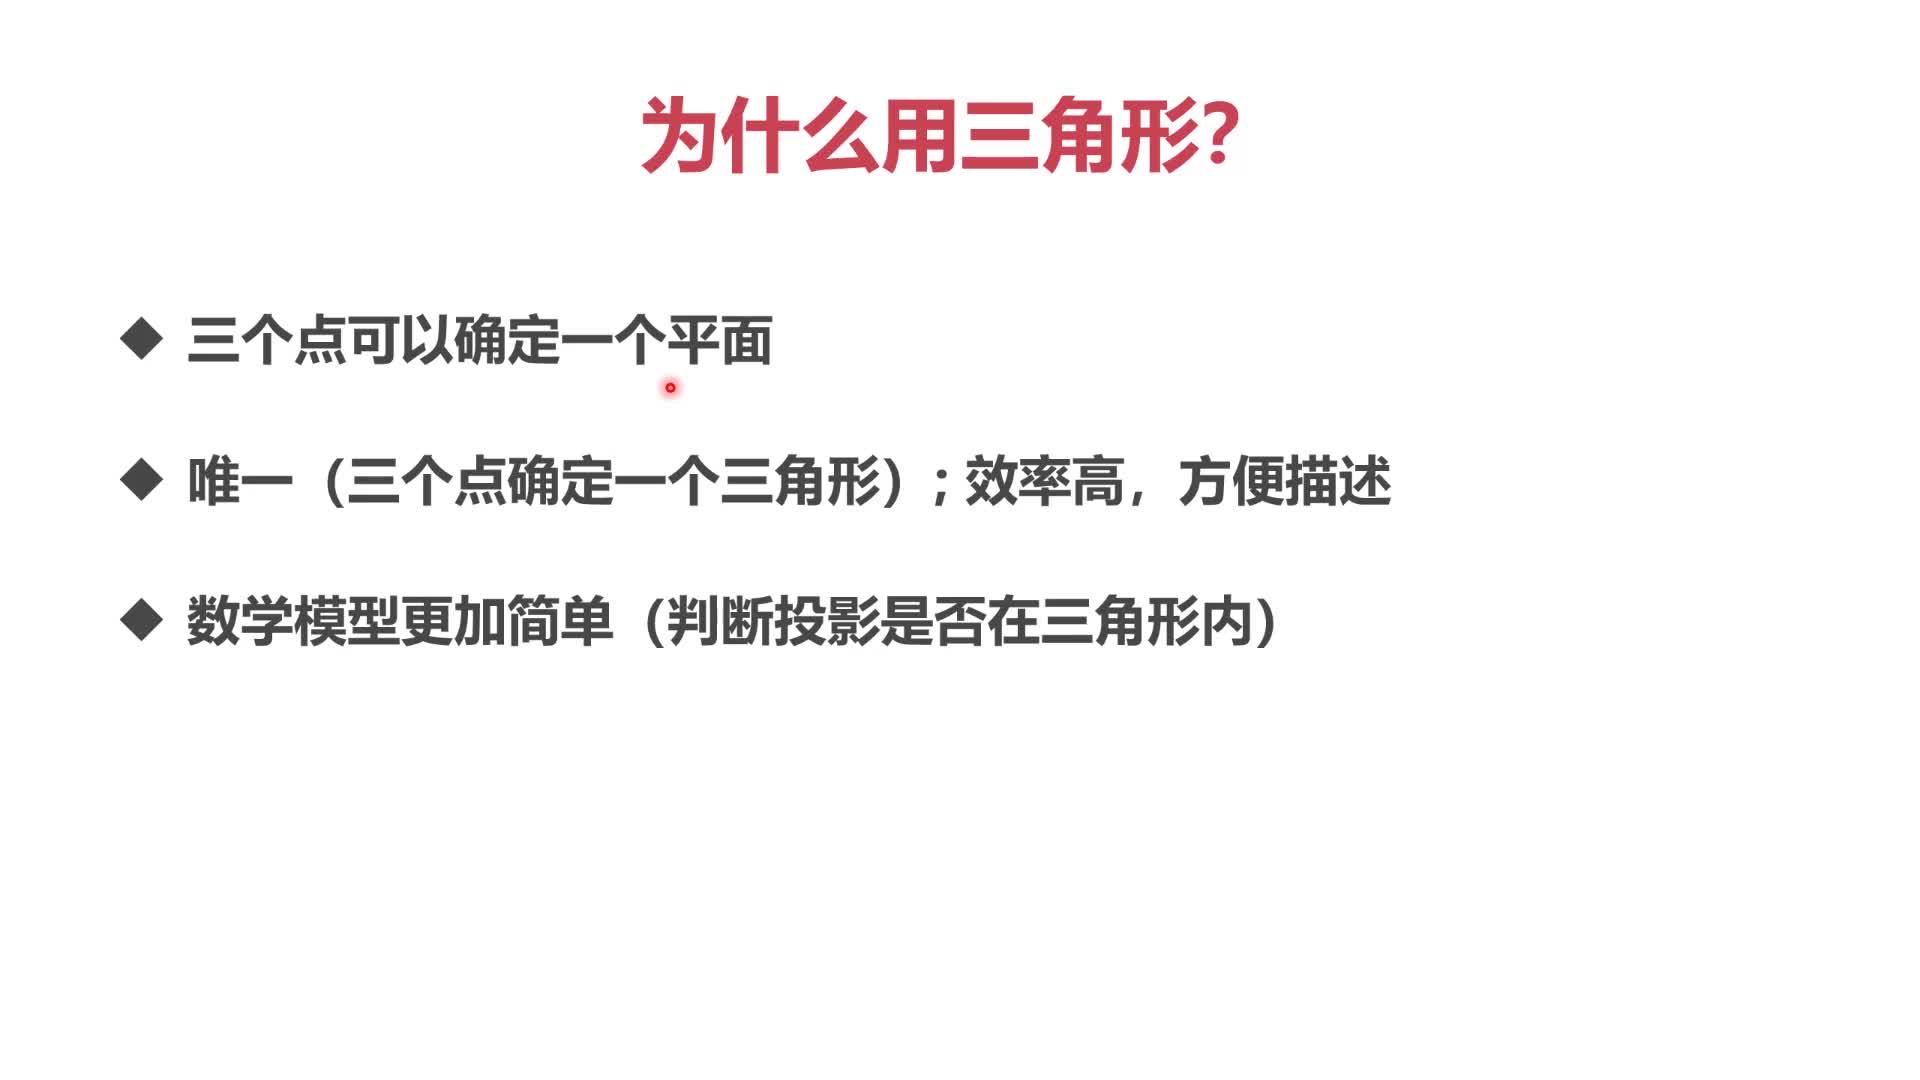 为什么用三角形?
◆ 三个点可以确定一个平面
◆ 唯一（三个点确定一个三角形）; 效率高，方便描述
◆ 数学模型更加简单（判断投影是否在三角形内）